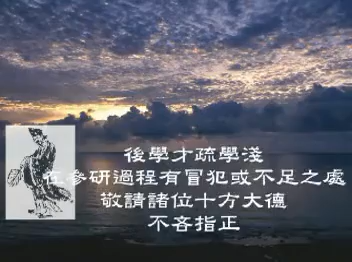 後學才疏學淺
在參研過程有冒犯或不足之處
敬請諸位十方大德
不吝指正